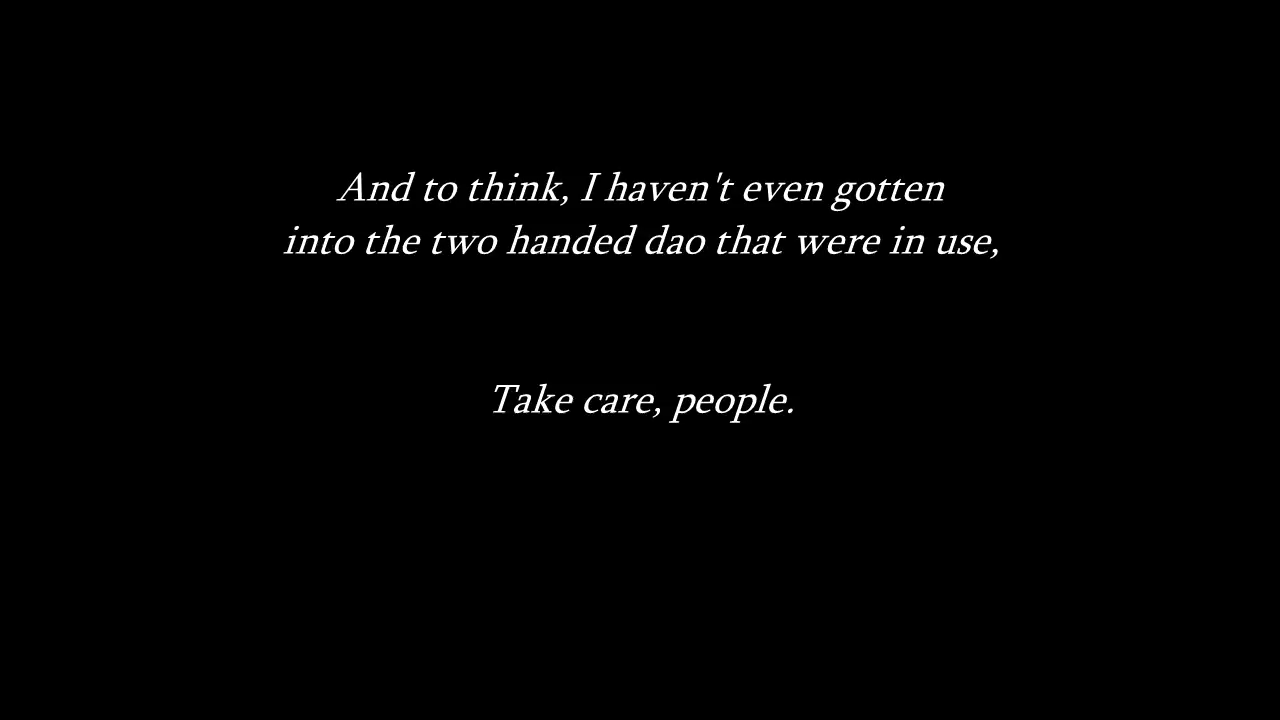 And to think, I haven't even gotten
into the two handed dao that were in use,
Take care, people.